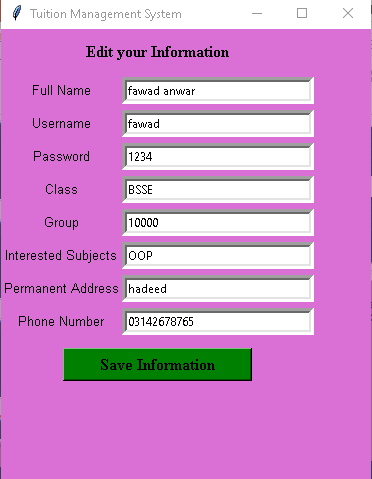 Tuition Management System
Edit your Information
Full Name fawad anwar
Username fawad
Password 1234
Class BSSE
Group 10000
Interested Subjects OOP
Permanent Address hadeed
Phone Number 03142678765
Save Information